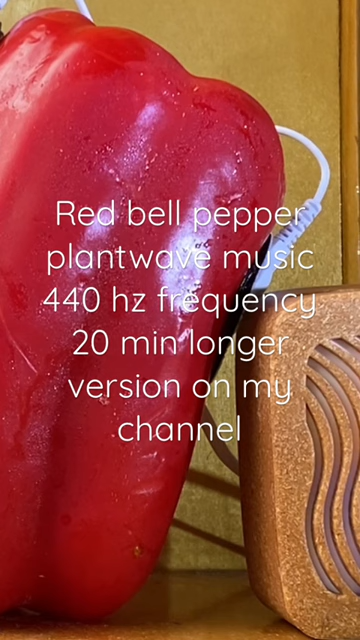 Red bell pepper
plantwave music
440 hz frequency
20 min longer
version on my
channel